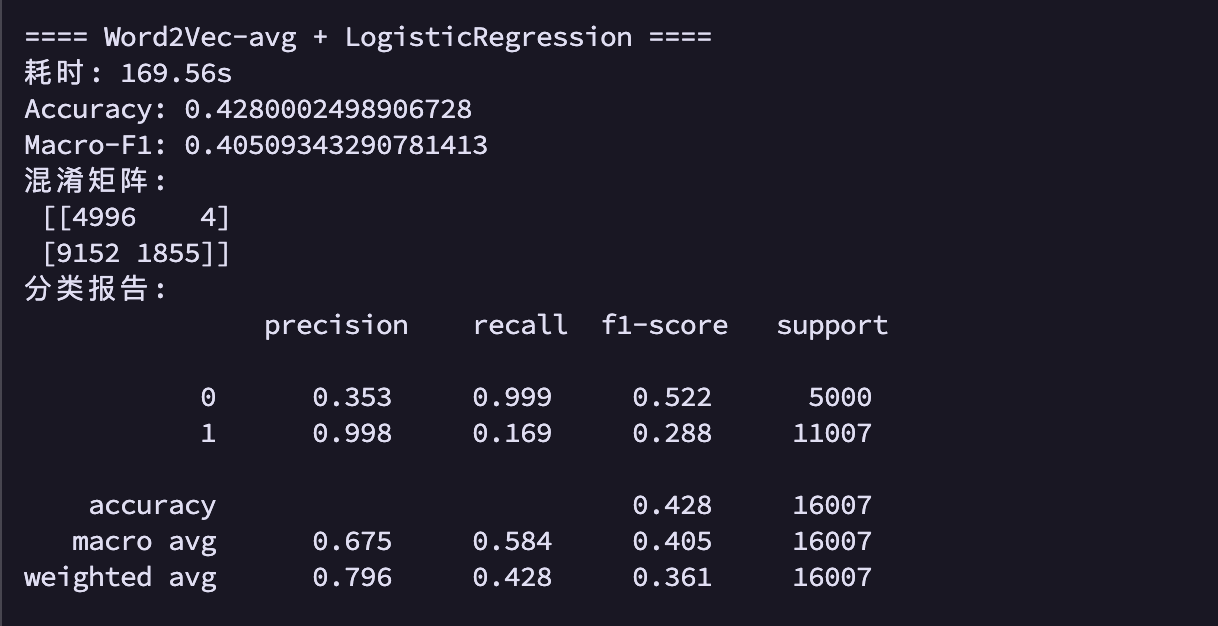 ==== Word2Vec-avg + LogisticRegression ====
耗时: 169.56s
Accuracy: 0.4280002498906728
Macro-F1: 0.40509343290781413
混淆矩阵:
 [[4996    4]
 [9152 1855]]
分类报告:
               precision    recall  f1-score   support

           0      0.353     0.999     0.522      5000
           1      0.998     0.169     0.288     11007

    accuracy                          0.428     16007
   macro avg      0.675     0.584     0.405     16007
weighted avg      0.796     0.428     0.361     16007